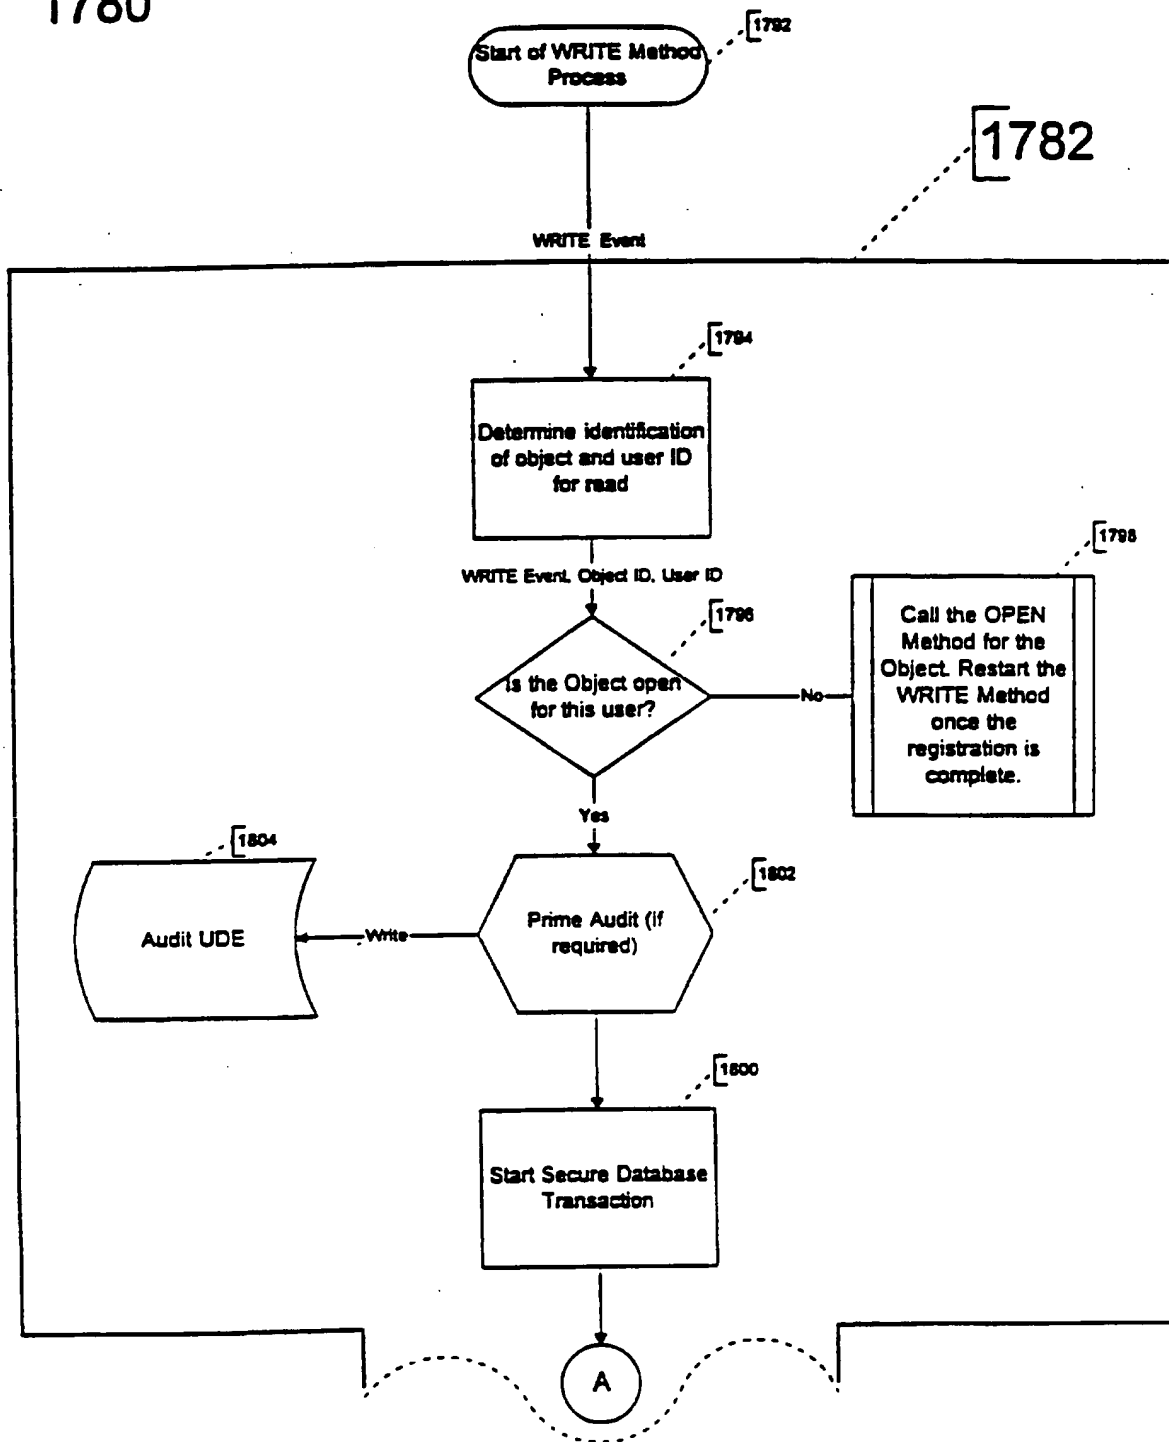 1780
Start of WRITE Method
Process
1792
1782
WRITE Event
1794
Determine identification
of object and user ID
for read
WRITE Event, Object ID, User ID
1796
1798
Is the Object open
for this user?
No
Call the OPEN
Method for the
Object. Restart the
WRITE Method
once the
registration is
complete.
Yes
1804
1802
Audit UDE
Write
Prime Audit (if
required)
1800
Start Secure Database
Transaction
A